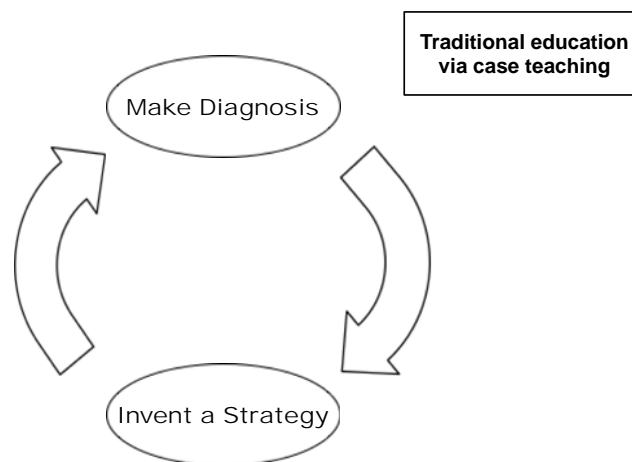 Traditional education
via case teaching
Make Diagnosis
Invent a Strategy